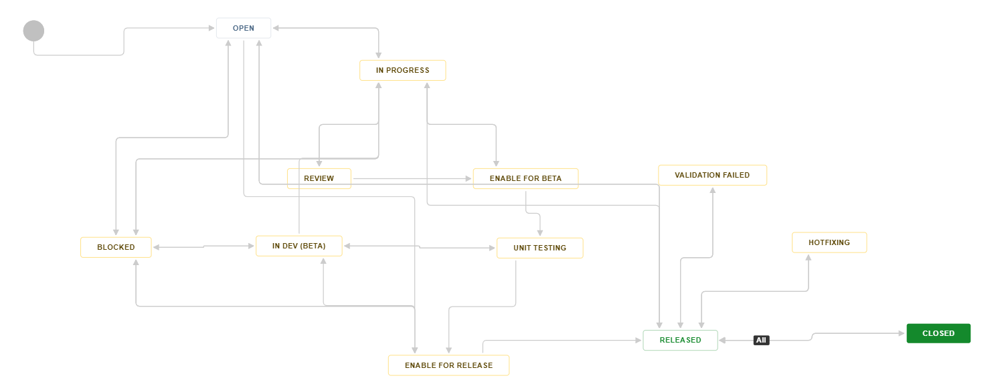 OPEN
IN PROGRESS
REVIEW
ENABLE FOR BETA
VALIDATION FAILED
BLOCKED
IN DEV (BETA)
UNIT TESTING
HOTFIXING
RELEASED
All
CLOSED
ENABLE FOR RELEASE